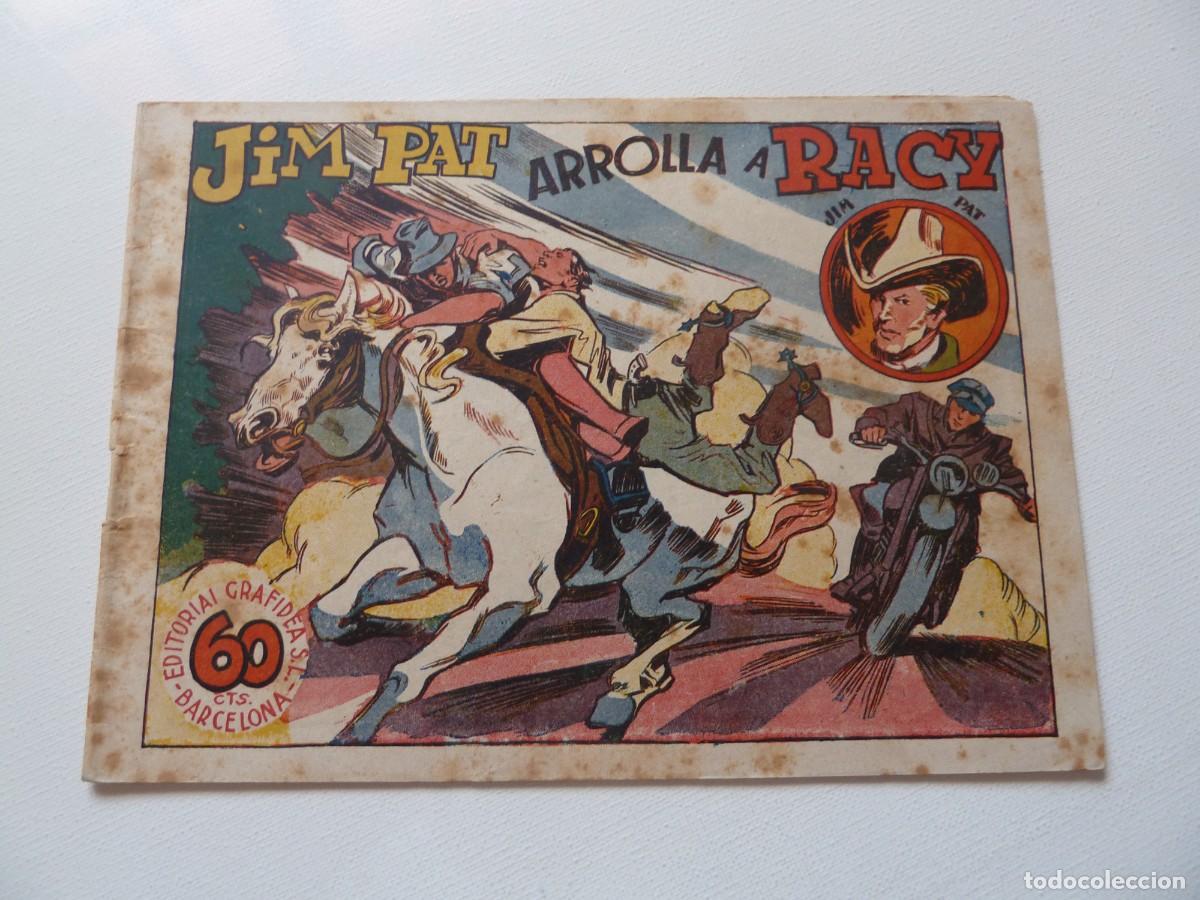 JiM PAT ARROLLA A RACY
JIM PAT
EDITORIAL GRAFIDEA S.L.
60
CTS.
-BARCELONA-
todocoleccion